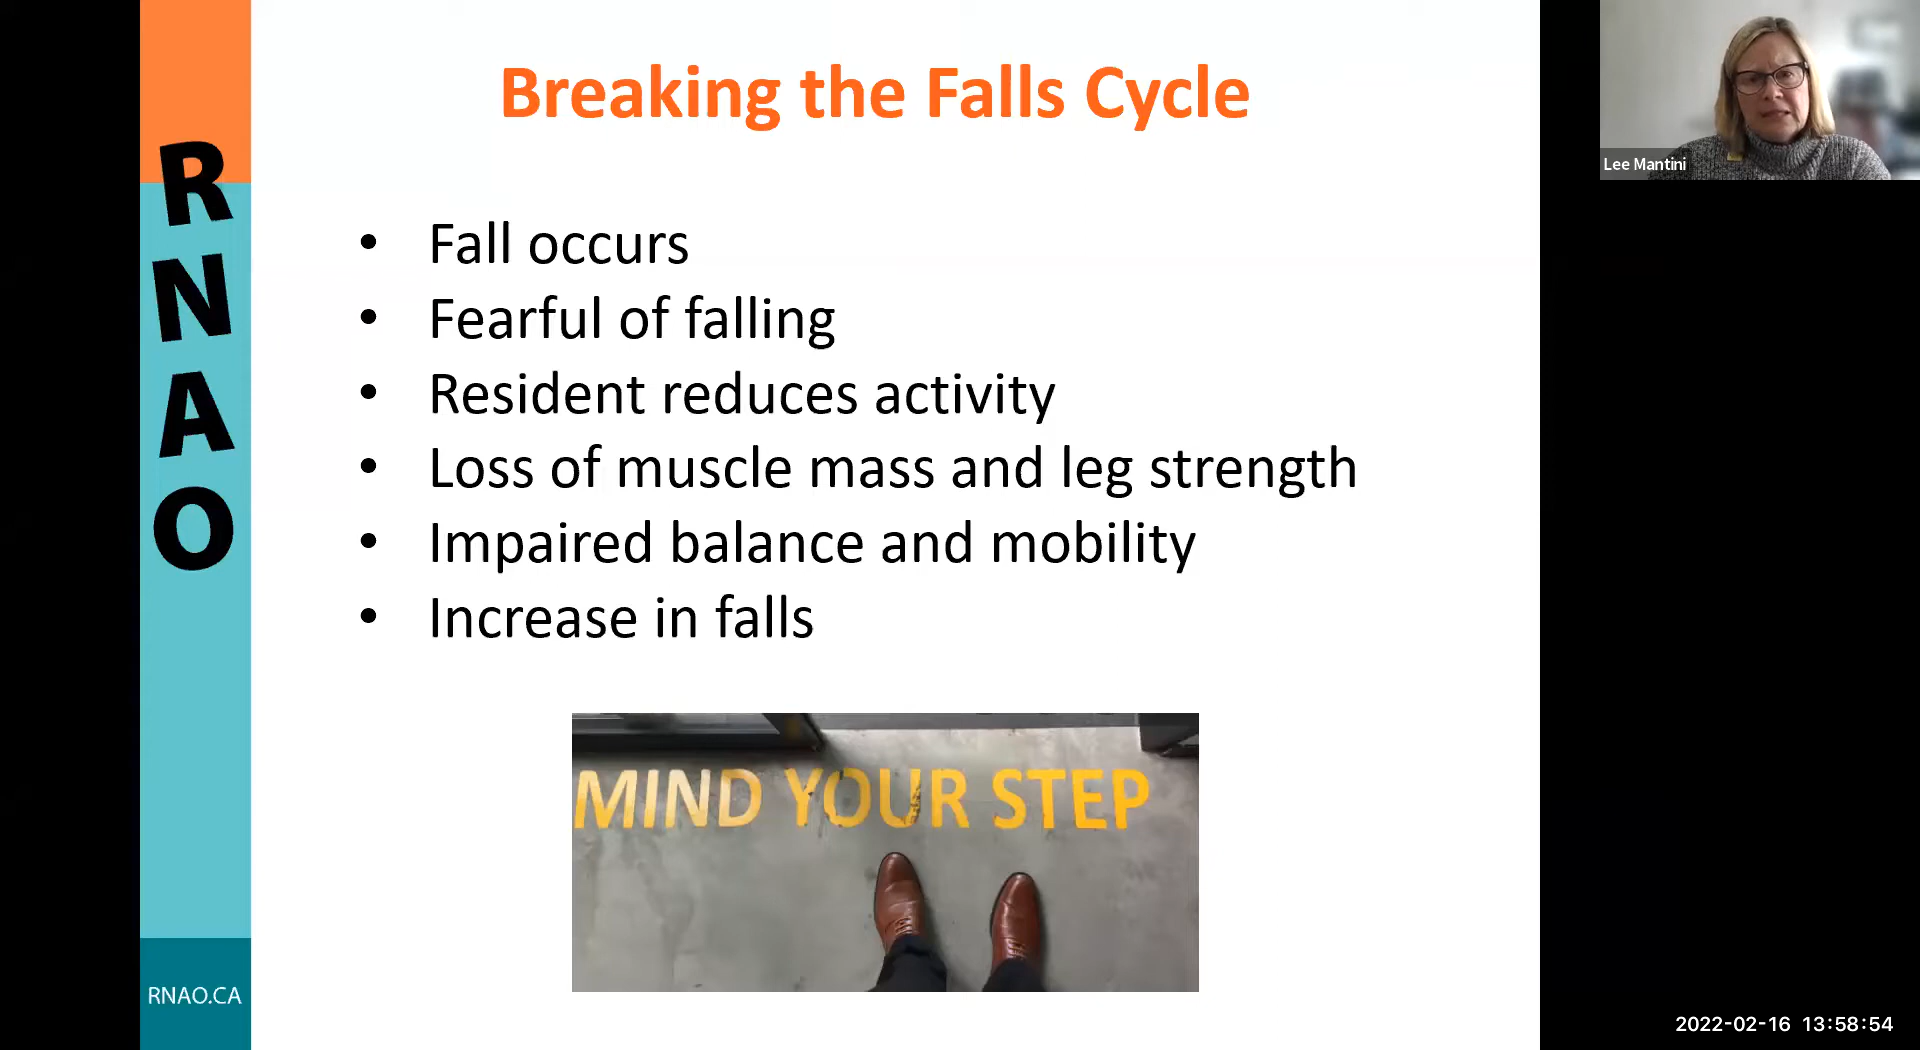 Breaking the Falls Cycle
RNAO
• Fall occurs
• Fearful of falling
• Resident reduces activity
• Loss of muscle mass and leg strength
• Impaired balance and mobility
• Increase in falls
MIND YOUR STEP
RNAO.CA
Lee Mantini
2022-02-16 13:58:54